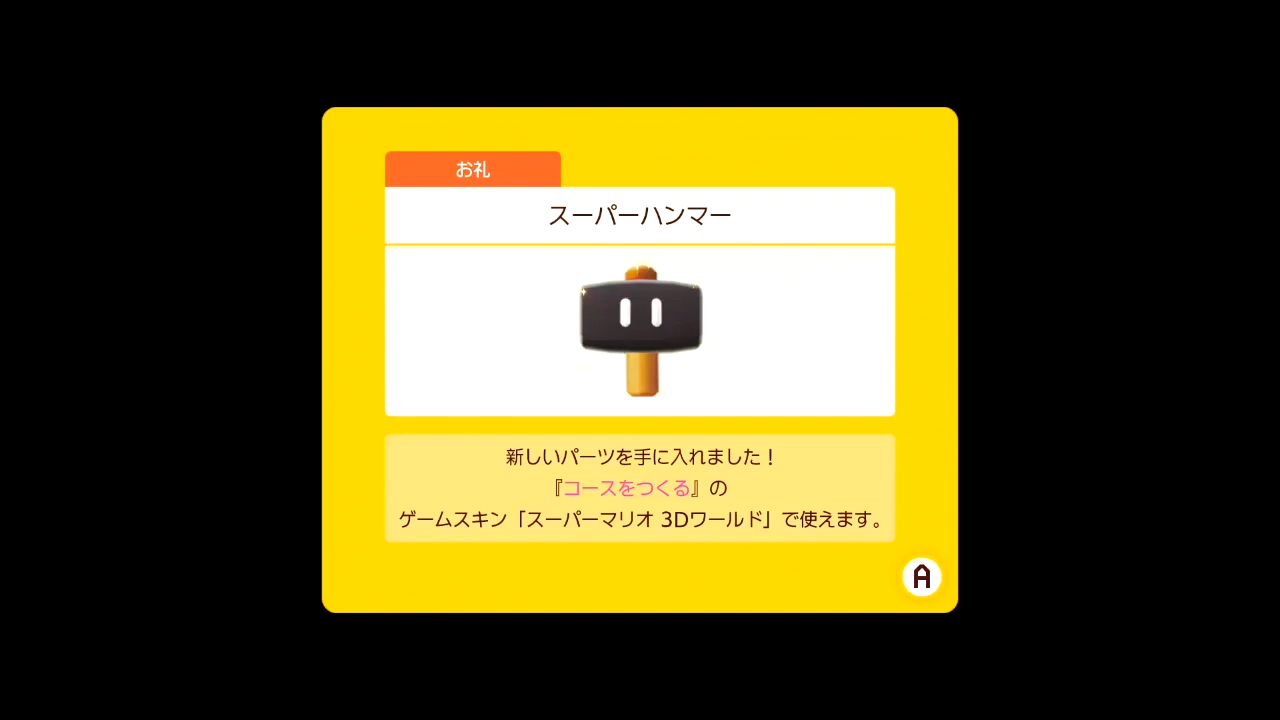 お礼
スーパーハンマー
新しいパーツを手に入れました！
『コースをつくる』の
ゲームスキン「スーパーマリオ 3Dワールド」で使えます。
A